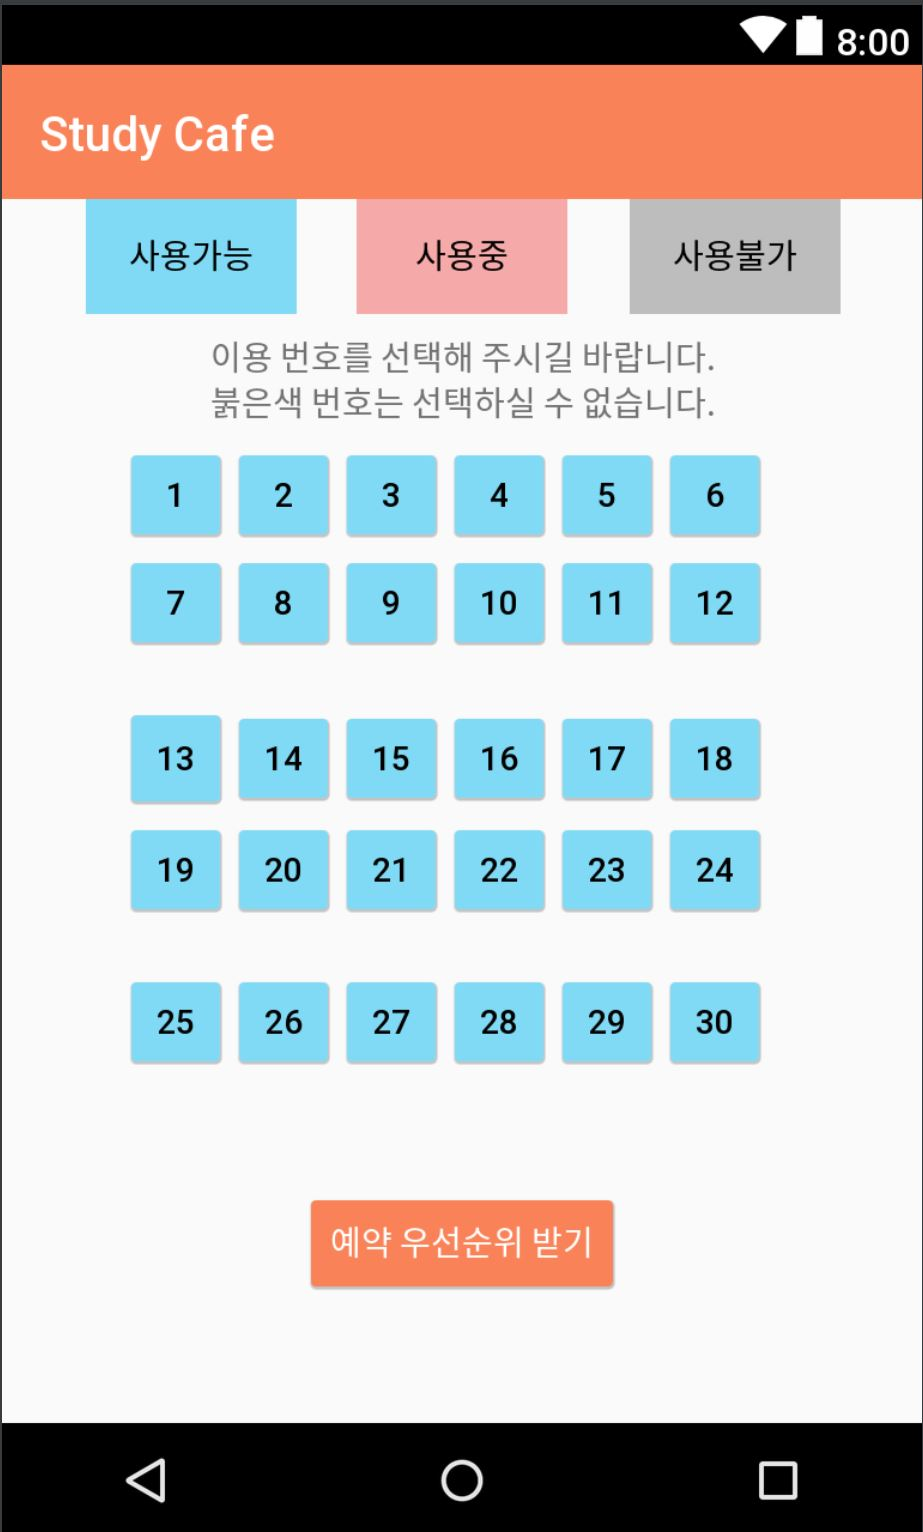 8:00
Study Cafe
사용가능 사용중 사용불가
이용 번호를 선택해 주시길 바랍니다.
붉은색 번호는 선택하실 수 없습니다.
1 2 3 4 5 6
7 8 9 10 11 12
13 14 15 16 17 18
19 20 21 22 23 24
25 26 27 28 29 30
예약 우선순위 받기